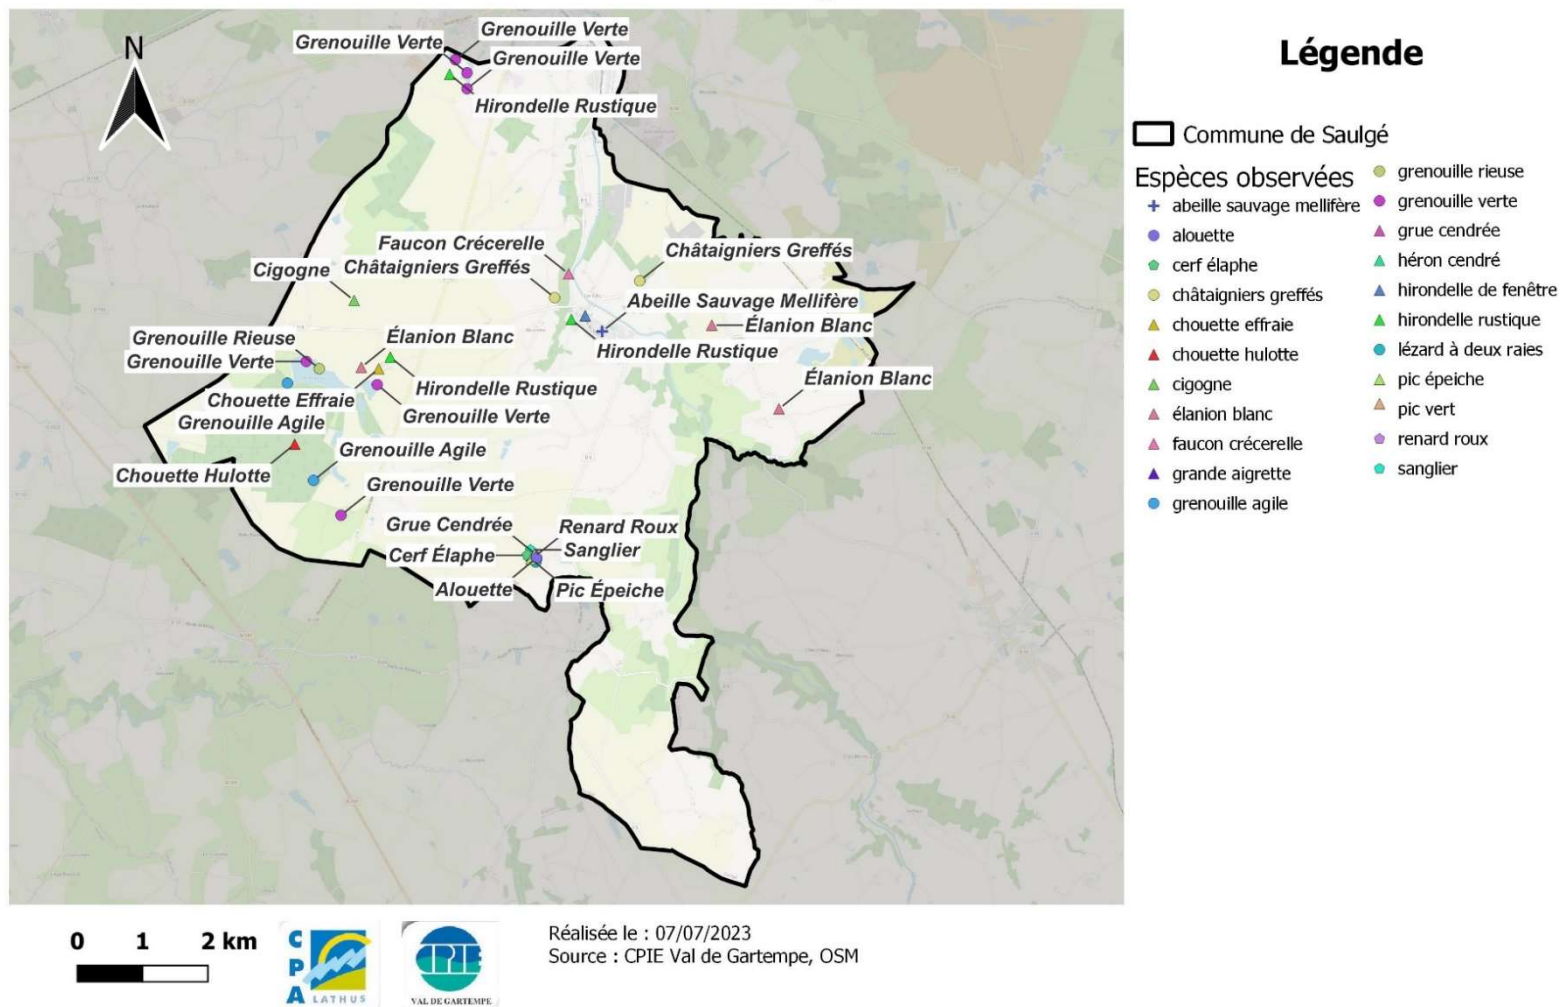 N
Grenouille Verte
Grenouille Verte
Grenouille Verte
Hirondelle Rustique
Faucon Crécerelle
Châtaigniers Greffés
Châtaigniers Greffés
Cigogne
Abeille Sauvage Mellifère
Élanion Blanc
Hirondelle Rustique
Grenouille Rieuse
Élanion Blanc
Grenouille Verte
Élanion Blanc
Hirondelle Rustique
Chouette Effraie
Grenouille Verte
Grenouille Agile
Grenouille Agile
Chouette Hulotte
Grenouille Verte
Grue Cendrée
Renard Roux
Sanglier
Cerf Élaphe
Alouette
Pic Épeiche
Légende
Commune de Saulgé
Espèces observées
abeille sauvage mellifère
alouette
cerf élaphe
châtaigniers greffés
chouette effraie
chouette hulotte
cigogne
élanion blanc
faucon crécerelle
grande aigrette
grenouille agile
grenouille rieuse
grenouille verte
grue cendrée
héron cendré
hirondelle de fenêtre
hirondelle rustique
lézard à deux raies
pic épeiche
pic vert
renard roux
sanglier
0 1 2 km
CPA
LATHUS
CPIE
VAL DE GARTEMPE
Réalisée le : 07/07/2023
Source : CPIE Val de Gartempe, OSM